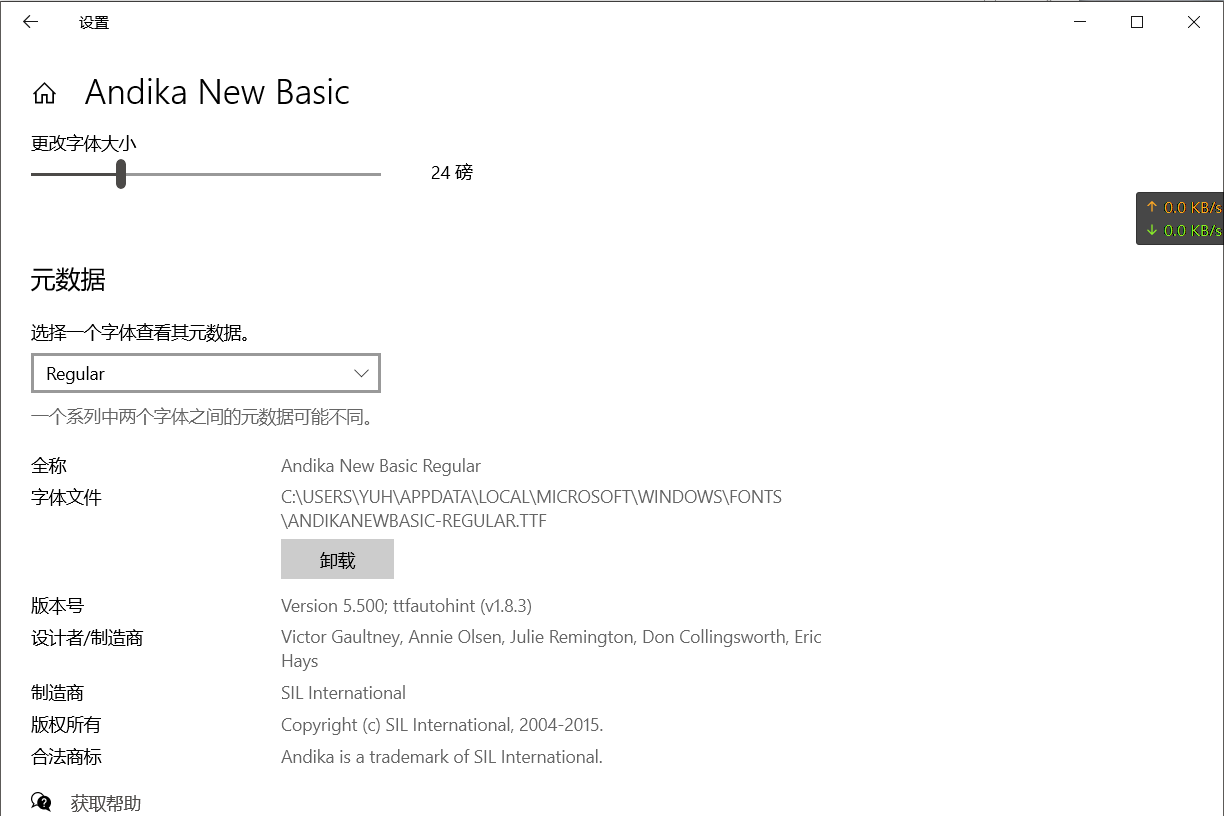 设置
Andika New Basic
更改字体大小
24 磅
↑ 0.0 KB/s
↓ 0.0 KB/s
元数据
选择一个字体查看其元数据。
Regular
一个系列中两个字体之间的元数据可能不同。
全称 Andika New Basic Regular
字体文件 C:\USERS\YUH\APPDATA\LOCAL\MICROSOFT\WINDOWS\FONTS
\ANDIKANEWBASIC-REGULAR.TTF
卸载
版本号 Version 5.500; ttfautohint (v1.8.3)
设计者/制造商 Victor Gaultney, Annie Olsen, Julie Remington, Don Collingsworth, Eric
Hays
制造商 SIL International
版权所有 Copyright (c) SIL International, 2004-2015.
合法商标 Andika is a trademark of SIL International.
获取帮助